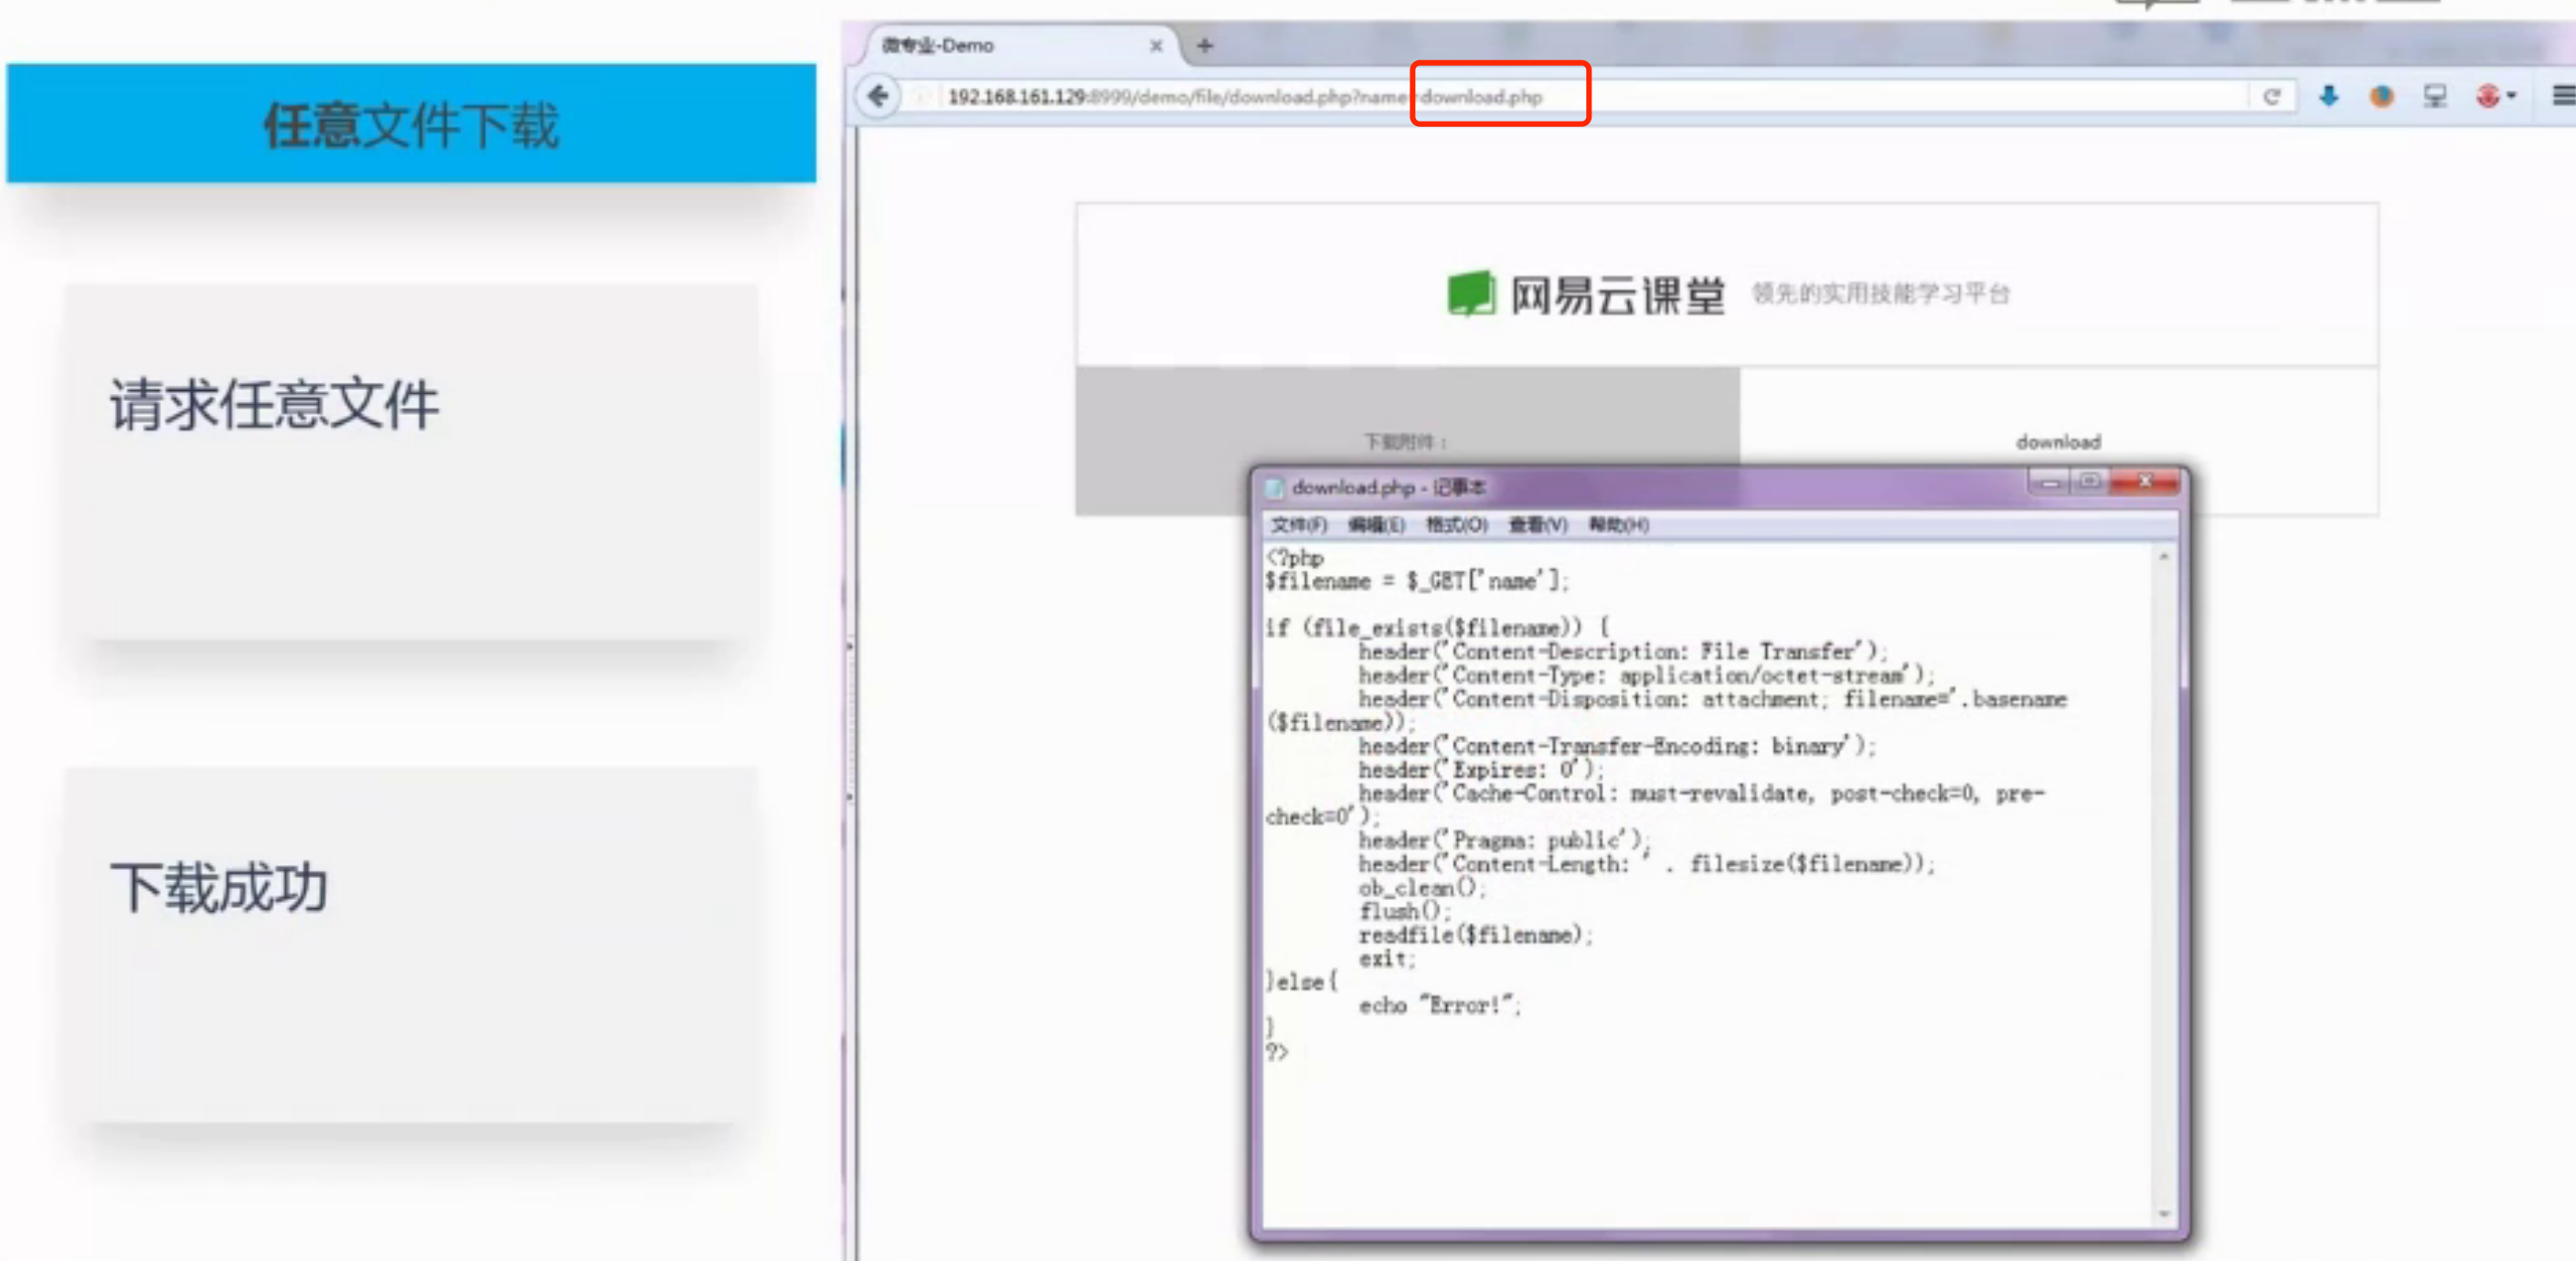 任意文件下载
请求任意文件
下载成功
微专业-Demo
192.168.161.129:8999/demo/file/download.php?name=download.php
网易云课堂 领先的实用技能学习平台
下载附件：
download
download.php - 记事本
文件(F) 编辑(E) 格式(O) 查看(V) 帮助(H)
<?php
$filename = $_GET['name'];
if (file_exists($filename)) {
header('Content-Description: File Transfer');
header('Content-Type: application/octet-stream');
header('Content-Disposition: attachment; filename='.basename
($filename));
header('Content-Transfer-Encoding: binary');
header('Expires: 0');
header('Cache-Control: must-revalidate, post-check=0, pre-
check=0');
header('Pragma: public');
header('Content-Length: ' . filesize($filename));
ob_clean();
flush();
readfile($filename);
exit;
}else{
echo "Error!";
}
?>